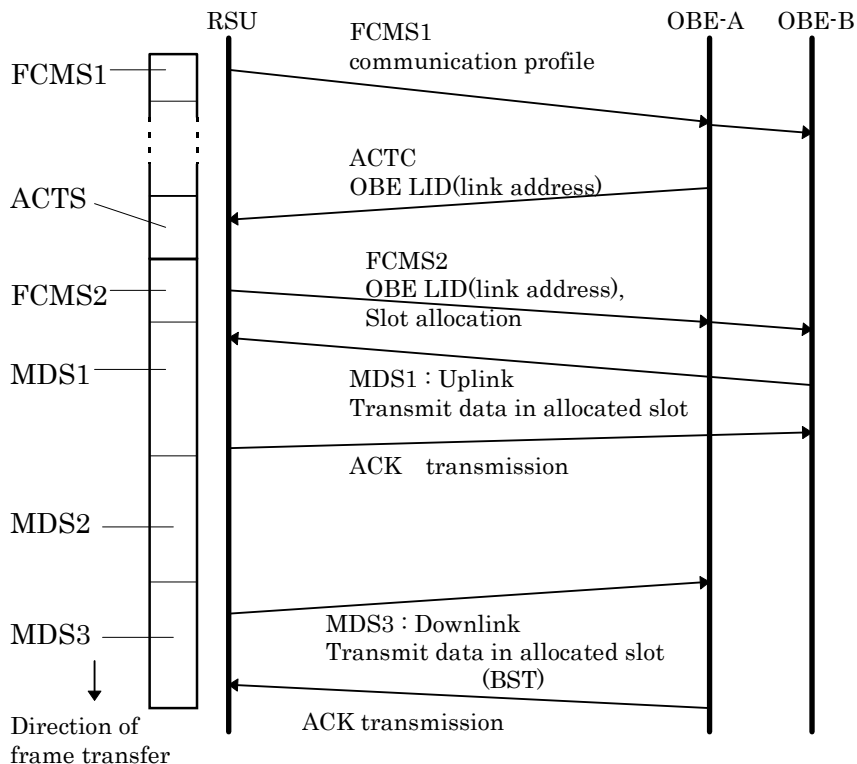 RSU
OBE-A
OBE-B
FCMS1
communication profile
FCMS1
ACTC
OBE LID(link address)
ACTS
FCMS2
OBE LID(link address),
Slot allocation
FCMS2
MDS1
MDS1 : Uplink
Transmit data in allocated slot
ACK transmission
MDS2
MDS3
MDS3 : Downlink
Transmit data in allocated slot
(BST)
ACK transmission
Direction of
frame transfer